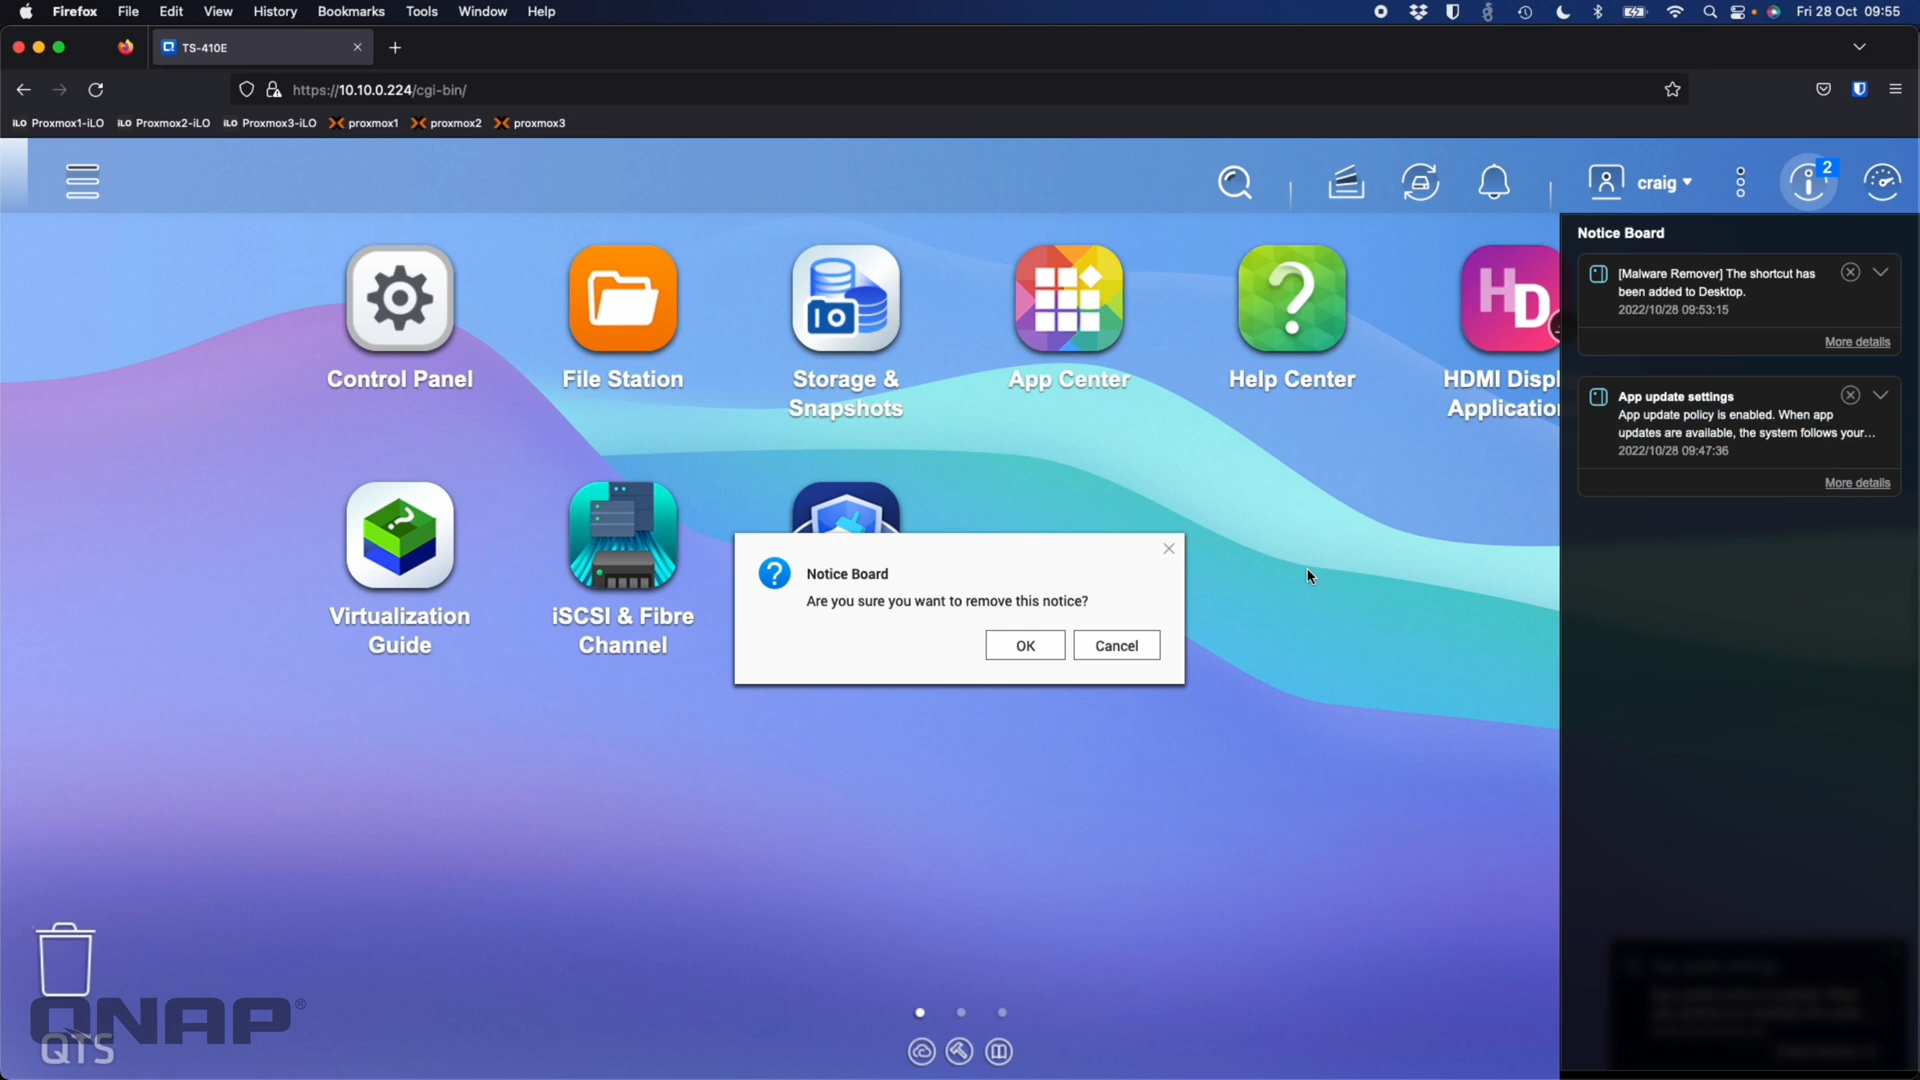 Firefox File Edit View History Bookmarks Tools Window Help
Fri 28 Oct 09:55
TS-410E
https://10.10.0.224/cgi-bin/
iLO Proxmox1-iLO iLO Proxmox2-iLO iLO Proxmox3-iLO proxmox1 proxmox2 proxmox3
craig
2
Control Panel
File Station
Storage &
Snapshots
App Center
Help Center
HD
HDMI Displ
Applicatio
Virtualization
Guide
iSCSI & Fibre
Channel
Notice Board
Are you sure you want to remove this notice?
OK
Cancel
Notice Board
[Malware Remover] The shortcut has
been added to Desktop.
2022/10/28 09:53:15
More details
App update settings
App update policy is enabled. When app
updates are available, the system follows your...
2022/10/28 09:47:36
More details
QNAP®
QTS